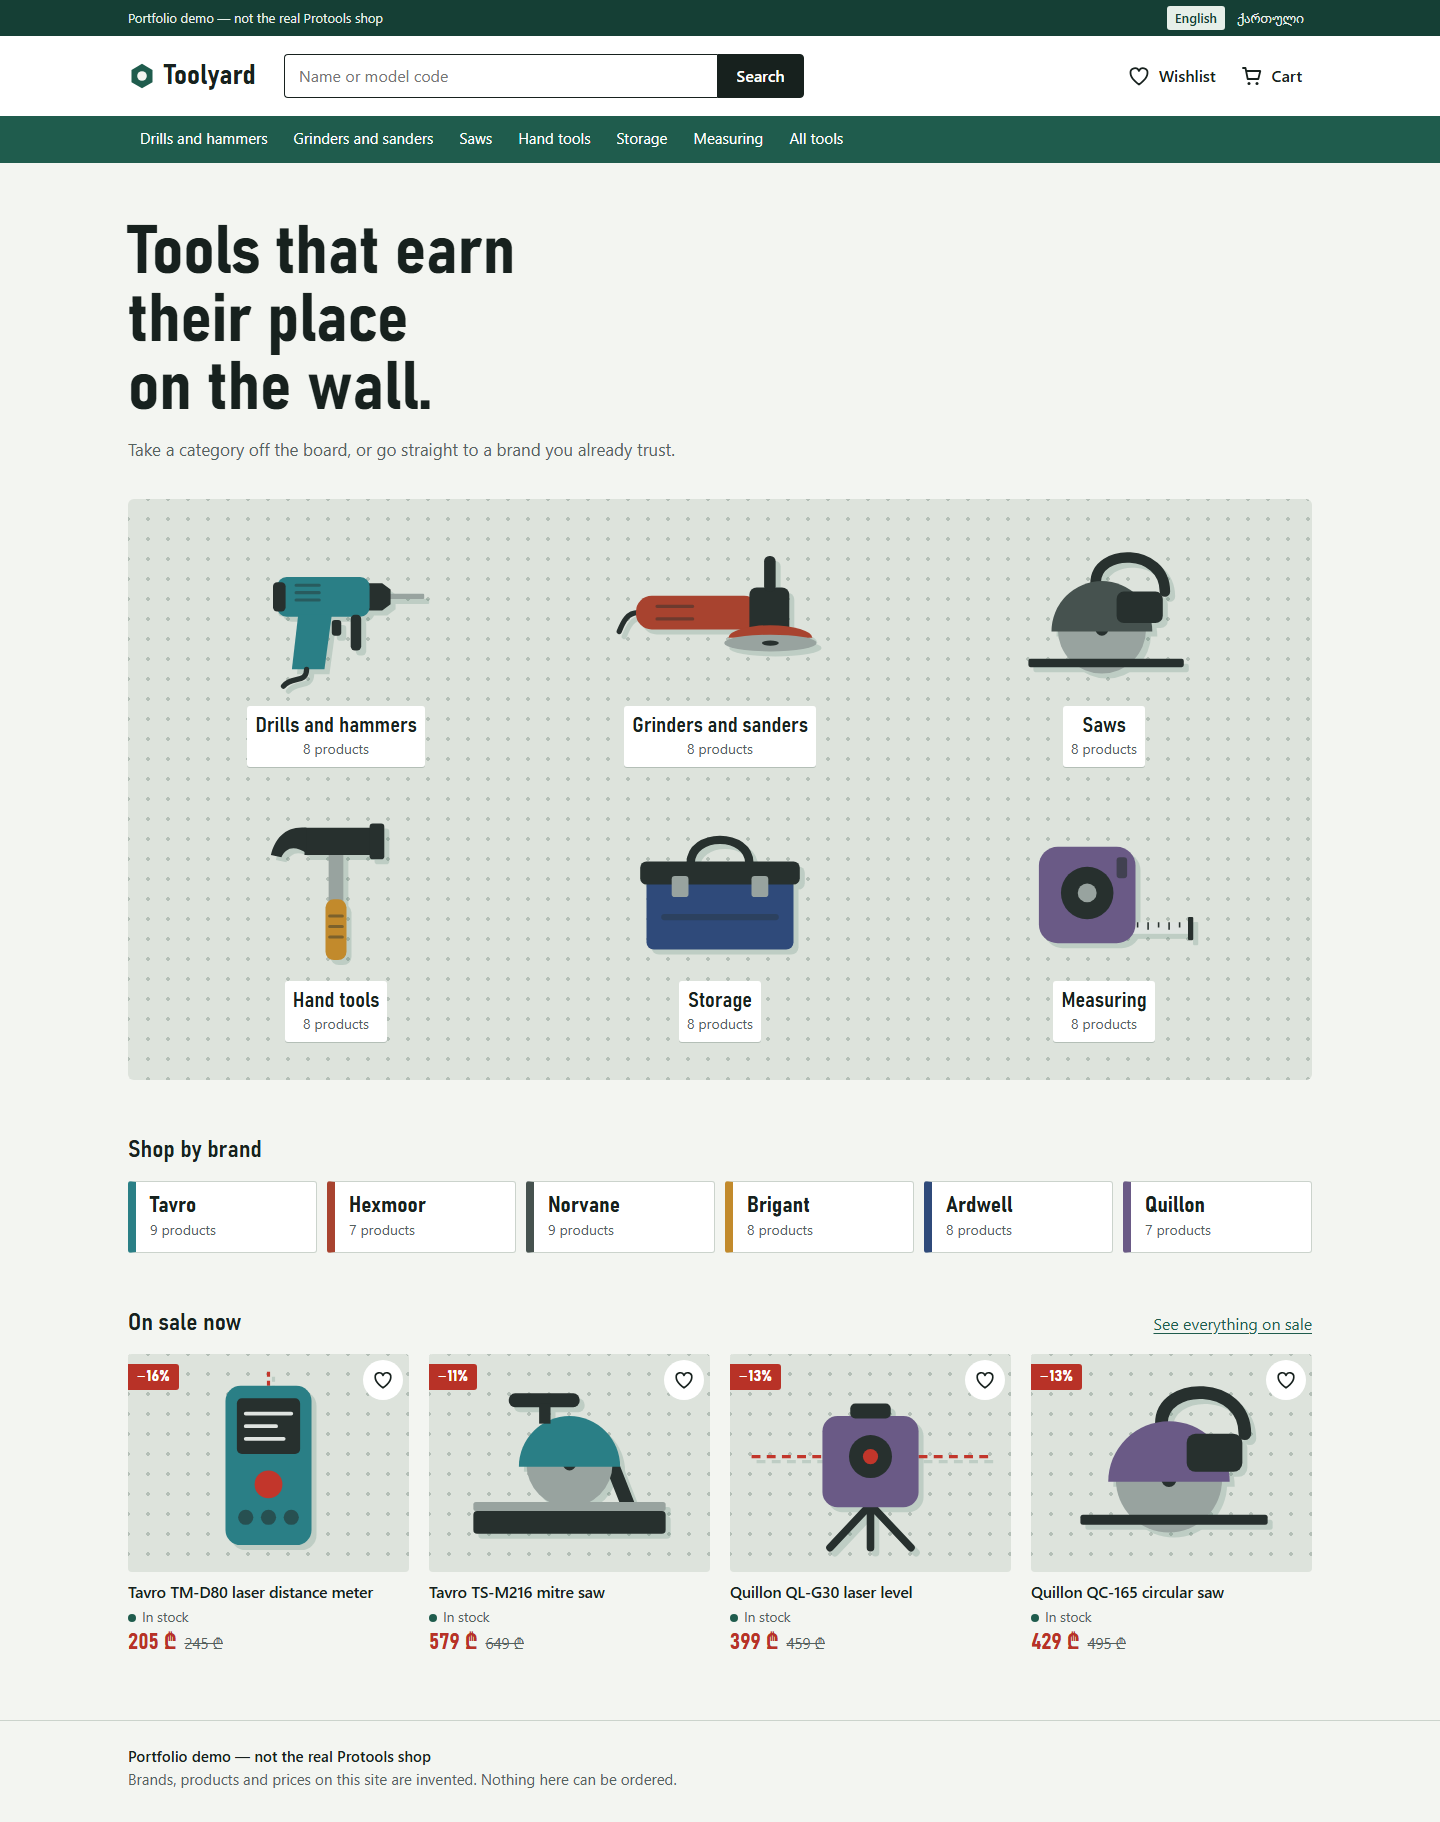 Portfolio demo — not the real Protools shop
English ქართული
Toolyard
Name or model code
Search
Wishlist
Cart
Drills and hammers
Grinders and sanders
Saws
Hand tools
Storage
Measuring
All tools
Tools that earn
their place
on the wall.
Take a category off the board, or go straight to a brand you already trust.
Drills and hammers
8 products
Grinders and sanders
8 products
Saws
8 products
Hand tools
8 products
Storage
8 products
Measuring
8 products
Shop by brand
Tavro
9 products
Hexmoor
7 products
Norvane
9 products
Brigant
8 products
Ardwell
8 products
Quillon
7 products
On sale now
See everything on sale
−16%
Tavro TM-D80 laser distance meter
In stock
205 ₾ 245 ₾
−11%
Tavro TS-M216 mitre saw
In stock
579 ₾ 649 ₾
−13%
Quillon QL-G30 laser level
In stock
399 ₾ 459 ₾
−13%
Quillon QC-165 circular saw
In stock
429 ₾ 495 ₾
Portfolio demo — not the real Protools shop
Brands, products and prices on this site are invented. Nothing here can be ordered.